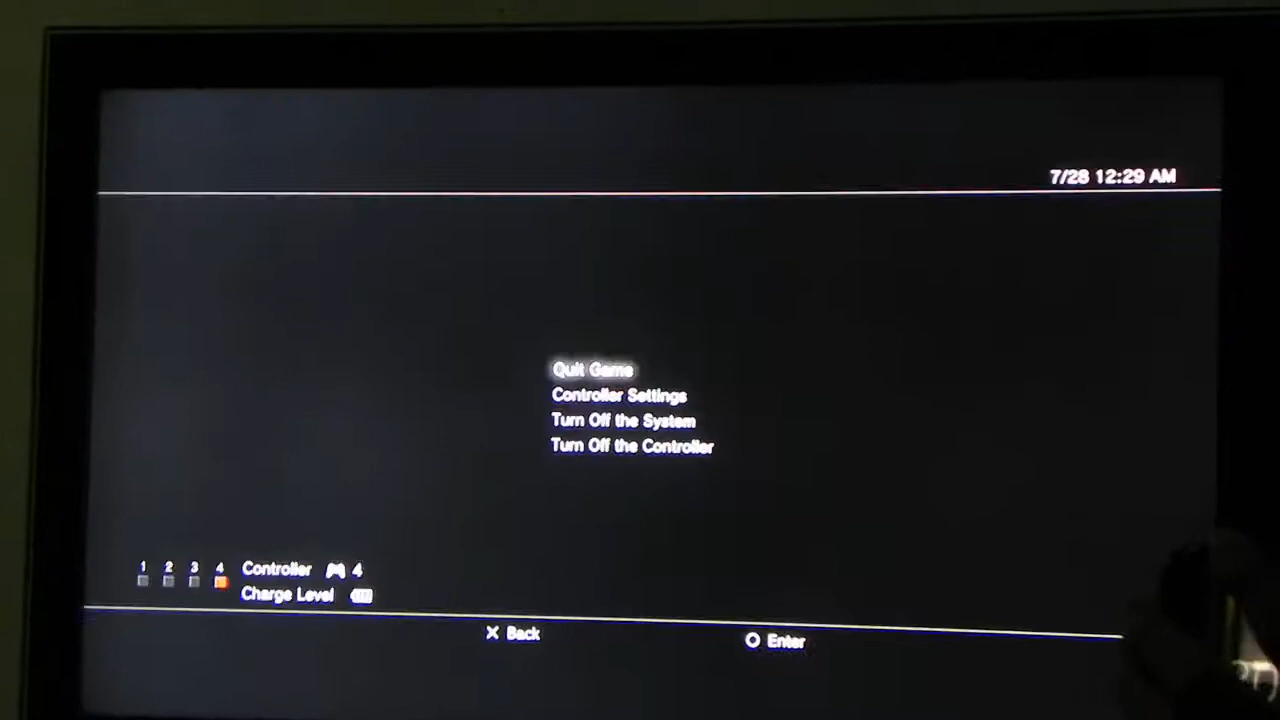 7/28 12:29 AM
Quit Game
Controller Settings
Turn Off the System
Turn Off the Controller
1 2 3 4 Controller 4
Charge Level
X Back O Enter